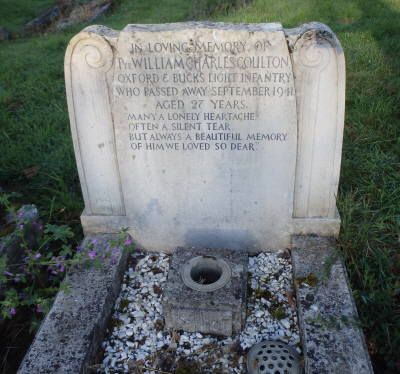 IN LOVING MEMORY OF
PTE WILLIAM CHARLES COULTON
OXFORD & BUCKS LIGHT INFANTRY
WHO PASSED AWAY SEPTEMBER 1941
AGED 27 YEARS.
MANY A LONELY HEARTACHE
OFTEN A SILENT TEAR
BUT ALWAYS A BEAUTIFUL MEMORY
OF HIM WE LOVED SO DEAR"